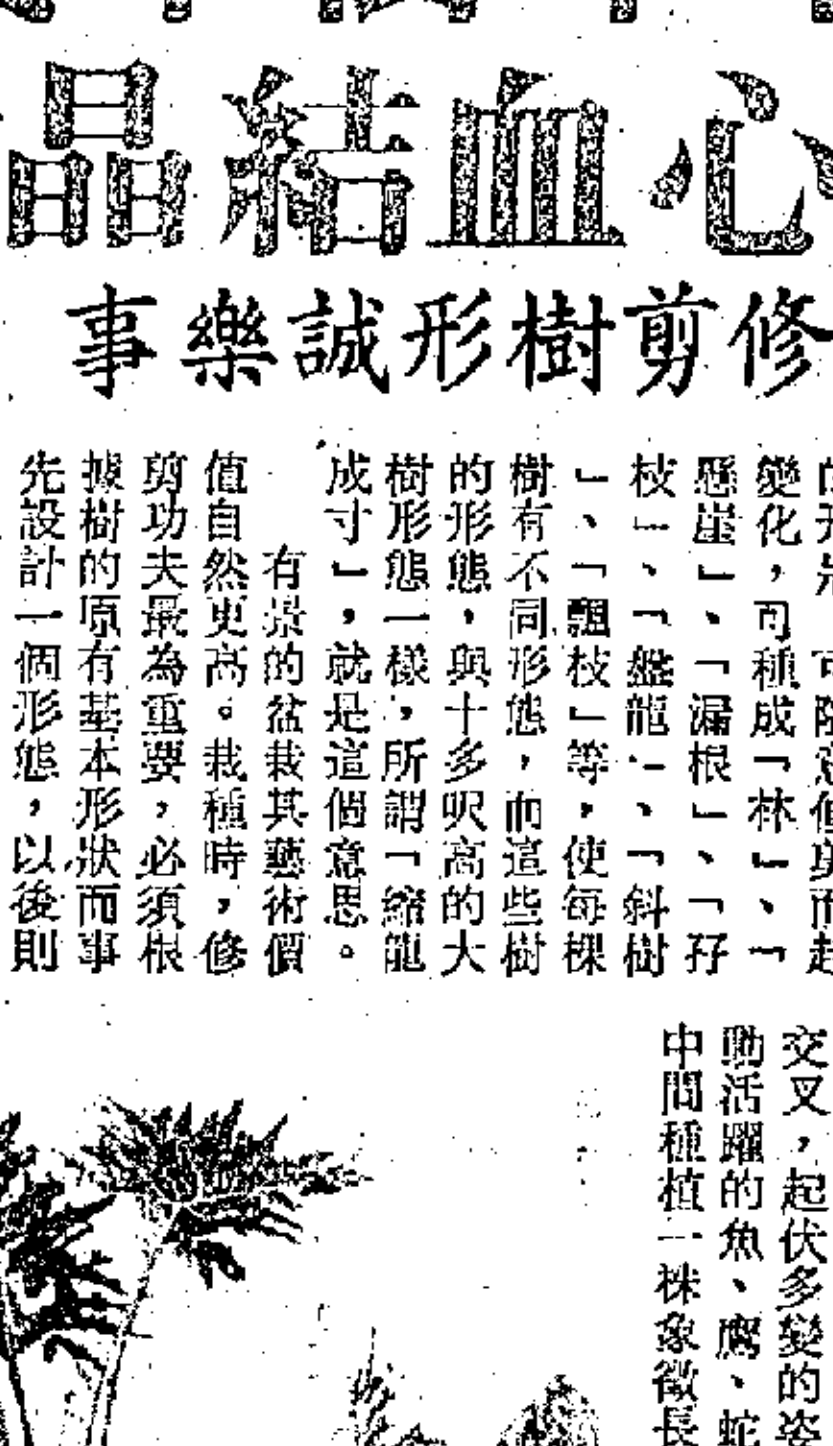 心血結晶
修剪樹形誠樂事
變化，可種成「林」、「
懸崖」、「漏根」、「孖
枝」、「盤龍」、「斜樹
」、「飄枝」等，使每棵
樹有不同形態，而這些樹
的形態，與十多呎高的大
樹形態一樣，所謂「縮龍
成寸」，就是這個意思。
有景的盆栽其藝術價
值自然更高。栽種時，修
剪功夫最為重要，必須根
據樹的原有基本形狀而事
先設計一個形態，以後則
交叉，起伏多變的姿
動活躍的魚、鷹、蛇
中間種植一株象徵長